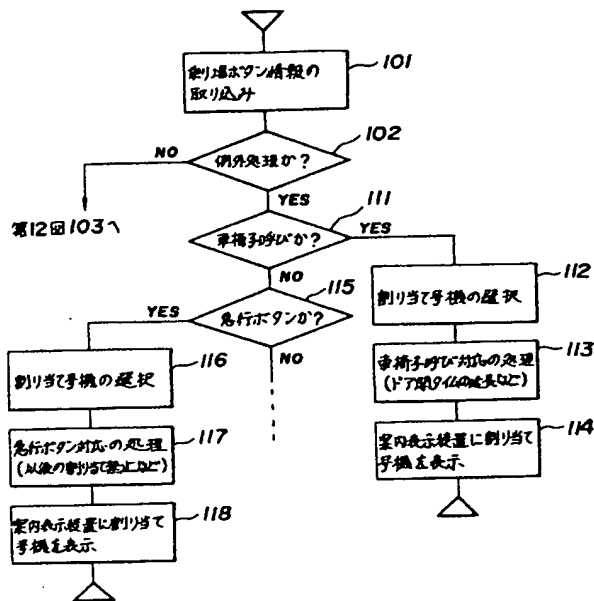 乗場ボタン情報の
取り込み
101
例外処理か?
102
NO
YES
第12図103へ
車椅子呼びか?
111
YES
NO
急行ボタンか?
115
YES
NO
割り当て号機の選択
112
車椅子呼び対応の処理
(ドア開タイムの延長など)
113
案内表示装置に割り当て
号機を表示
114
割り当て号機の選択
116
急行ボタン対応の処理
(以後の割り当て禁止など)
117
案内表示装置に割り当て
号機を表示
118